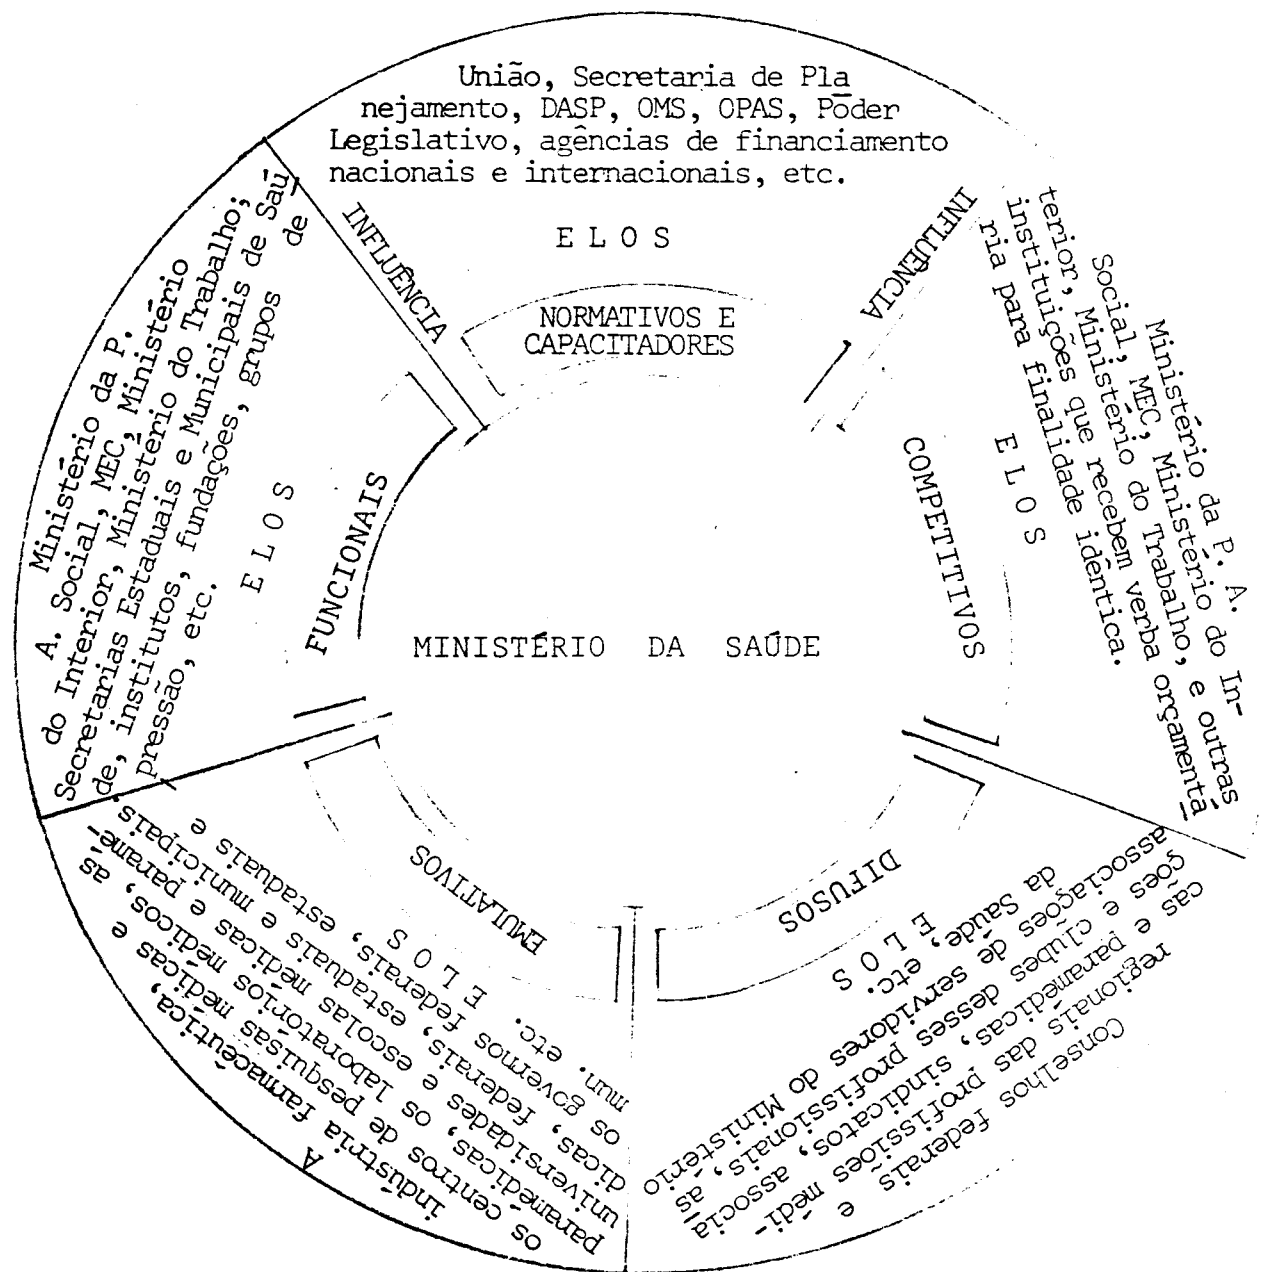 União, Secretaria de Pla
nejamento, DASP, OMS, OPAS, Poder
Legislativo, agências de financiamento
nacionais e internacionais, etc.
E L O S
NORMATIVOS E
CAPACITADORES
INFLUÊNCIA
INFLUÊNCIA
Ministério da P. A.
Social, MEC, Ministério do In-
terior, Ministério do Trabalho, e outras
instituições que recebem verba orçamentá
ria para finalidade idêntica.
E L O S
COMPETITIVOS
Ministério da P.
A. Social, MEC, Ministério
do Interior, Ministério do Trabalho;
Secretarias Estaduais e Municipais de Saú
de, institutos, fundações, grupos de
pressão, etc.
E L O S
FUNCIONAIS
MINISTÉRIO DA SAÚDE
Conselhos federais e
regionais das profissões médi-
cas e paramédicas, sindicatos, associa
ções e clubes desses profissionais, as
associações de servidores do Ministério
da Saúde, etc.
E L O S
DIFUSOS
A
indústria farmacêutica,
os centros de pesquisas médicas e
paramédicas, os laboratórios médicos, as
universidades e escolas médicas e paramé-
dicas, federais, estaduais e municipais.
os governos federais, estaduais e
mun. etc.
E L O S
EMULATIVOS